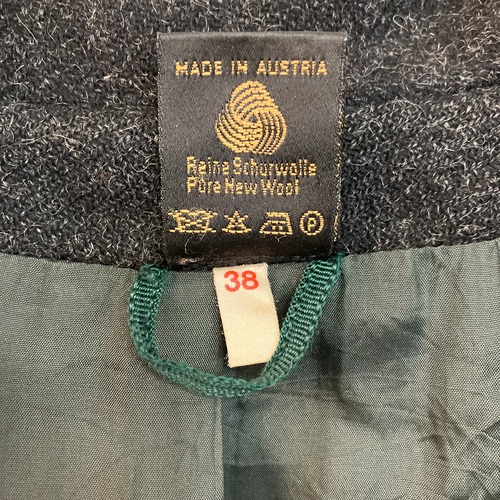 MADE IN AUSTRIA
Reine Schurwolle
Pure New Wool
P
38